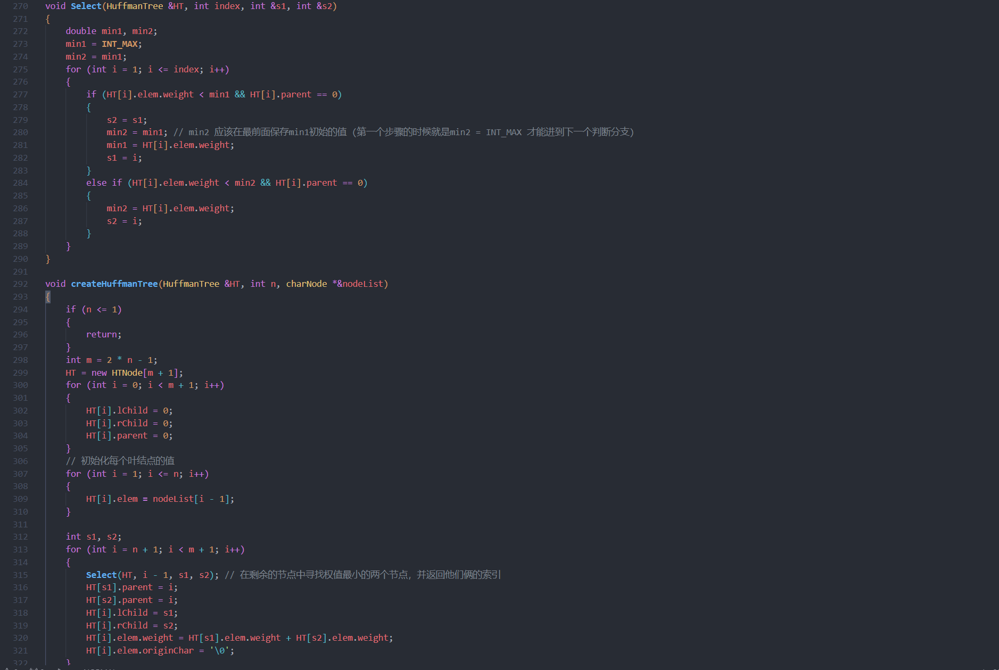 270 void Select(HuffmanTree &HT, int index, int &s1, int &s2)
271 {
272     double min1, min2;
273     min1 = INT_MAX;
274     min2 = min1;
275     for (int i = 1; i <= index; i++)
276     {
277         if (HT[i].elem.weight < min1 && HT[i].parent == 0)
278         {
279             s2 = s1;
280             min2 = min1; // min2 应该在最前面保存min1初始的值 (第一个步骤的时候就是min2 = INT_MAX 才能进到下一个判断分支)
281             min1 = HT[i].elem.weight;
282             s1 = i;
283         }
284         else if (HT[i].elem.weight < min2 && HT[i].parent == 0)
285         {
286             min2 = HT[i].elem.weight;
287             s2 = i;
288         }
289     }
290 }
291
292 void createHuffmanTree(HuffmanTree &HT, int n, charNode *&nodeList)
293 {
294     if (n <= 1)
295     {
296         return;
297     }
298     int m = 2 * n - 1;
299     HT = new HTNode[m + 1];
300     for (int i = 0; i < m + 1; i++)
301     {
302         HT[i].lChild = 0;
303         HT[i].rChild = 0;
304         HT[i].parent = 0;
305     }
306     // 初始化每个叶结点的值
307     for (int i = 1; i <= n; i++)
308     {
309         HT[i].elem = nodeList[i - 1];
310     }
311
312     int s1, s2;
313     for (int i = n + 1; i < m + 1; i++)
314     {
315         Select(HT, i - 1, s1, s2); // 在剩余的节点中寻找权值最小的两个节点，并返回他们俩的索引
316         HT[s1].parent = i;
317         HT[s2].parent = i;
318         HT[i].lChild = s1;
319         HT[i].rChild = s2;
320         HT[i].elem.weight = HT[s1].elem.weight + HT[s2].elem.weight;
321         HT[i].elem.originChar = '\0';
322     }